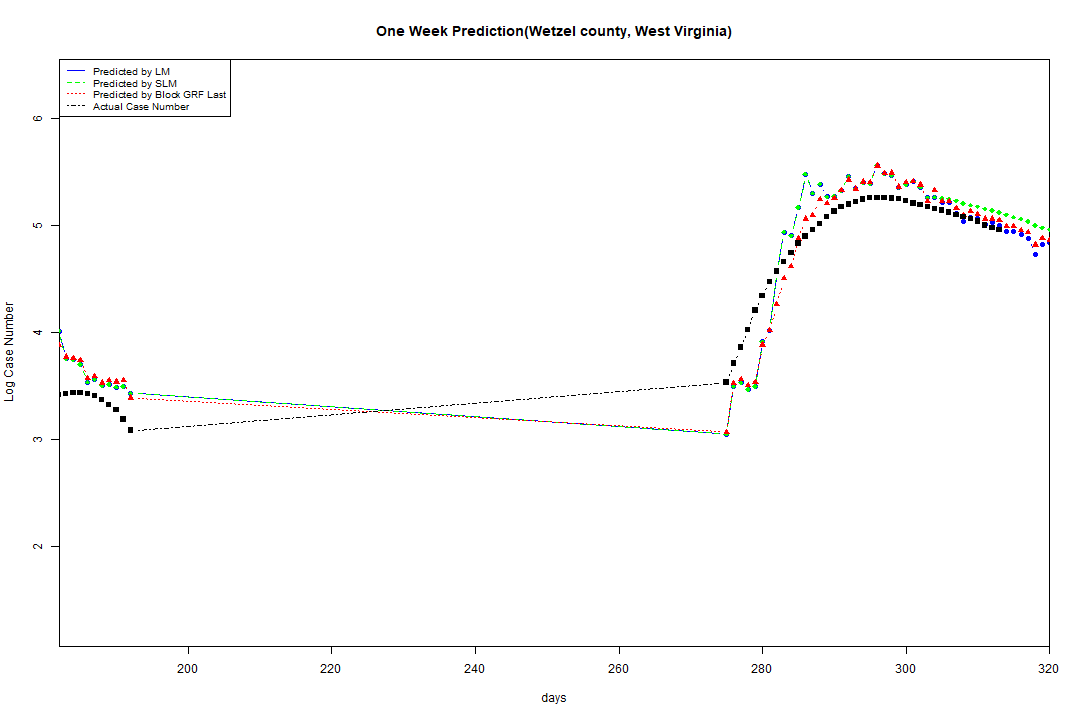 One Week Prediction(Wetzel county, West Virginia)
Predicted by LM
Predicted by SLM
Predicted by Block GRF Last
Actual Case Number
6
5
4
3
2
Log Case Number
200 220 240 260 280 300 320
days